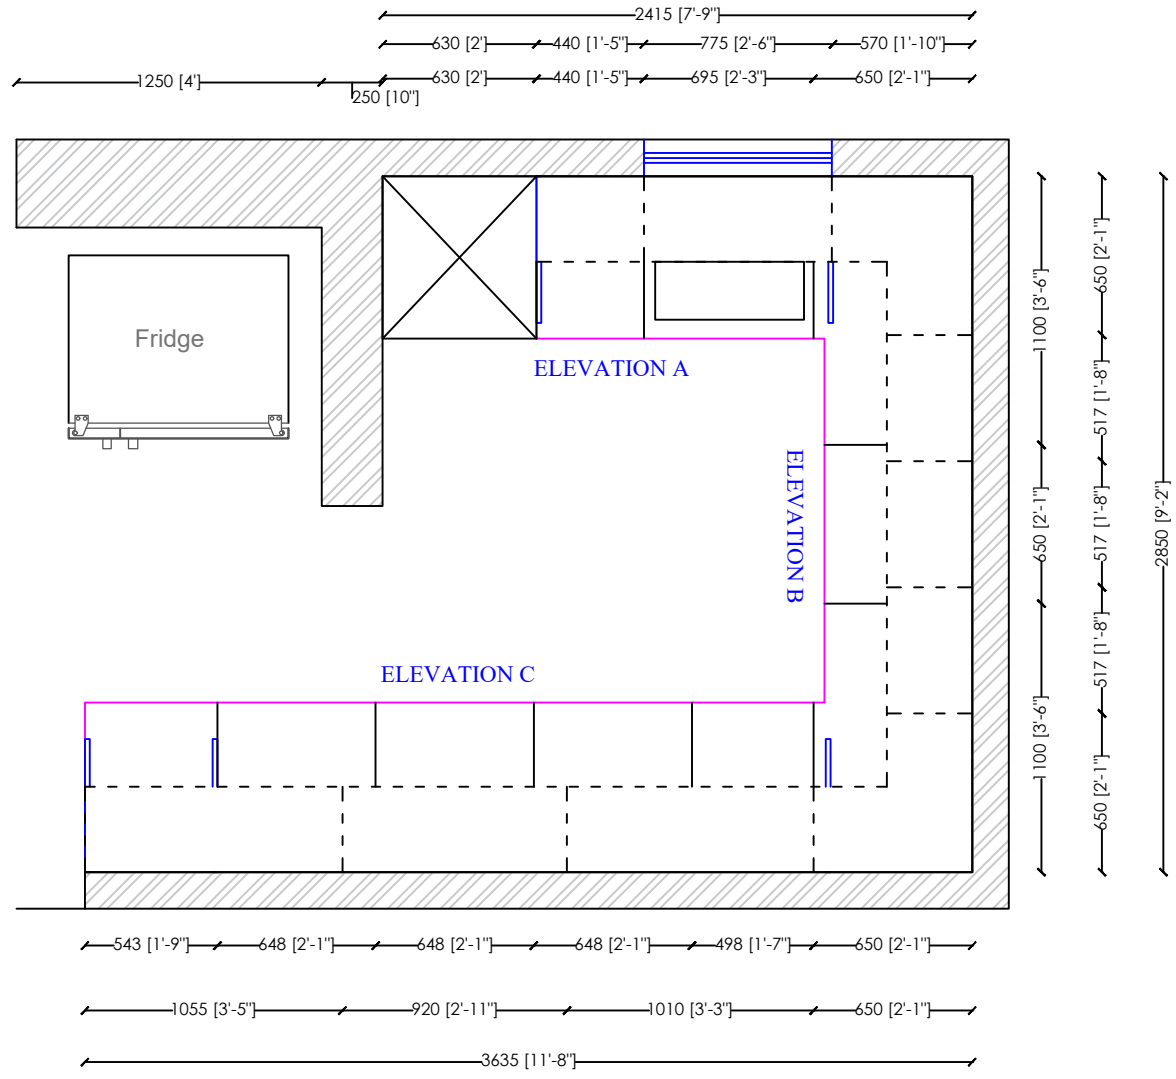 2415 [7'-9"]
630 [2'] 440 [1'-5"] 775 [2'-6"] 570 [1'-10"]
1250 [4'] 250 [10"] 630 [2'] 440 [1'-5"] 695 [2'-3"] 650 [2'-1"]
Fridge
ELEVATION A
ELEVATION B
ELEVATION C
1100 [3'-6"]
650 [2'-1"]
1100 [3'-6"]
650 [2'-1"]
517 [1'-8"]
517 [1'-8"]
517 [1'-8"]
650 [2'-1"]
2850 [9'-2"]
543 [1'-9"] 648 [2'-1"] 648 [2'-1"] 648 [2'-1"] 498 [1'-7"] 650 [2'-1"]
1055 [3'-5"] 920 [2'-11"] 1010 [3'-3"] 650 [2'-1"]
3635 [11'-8"]